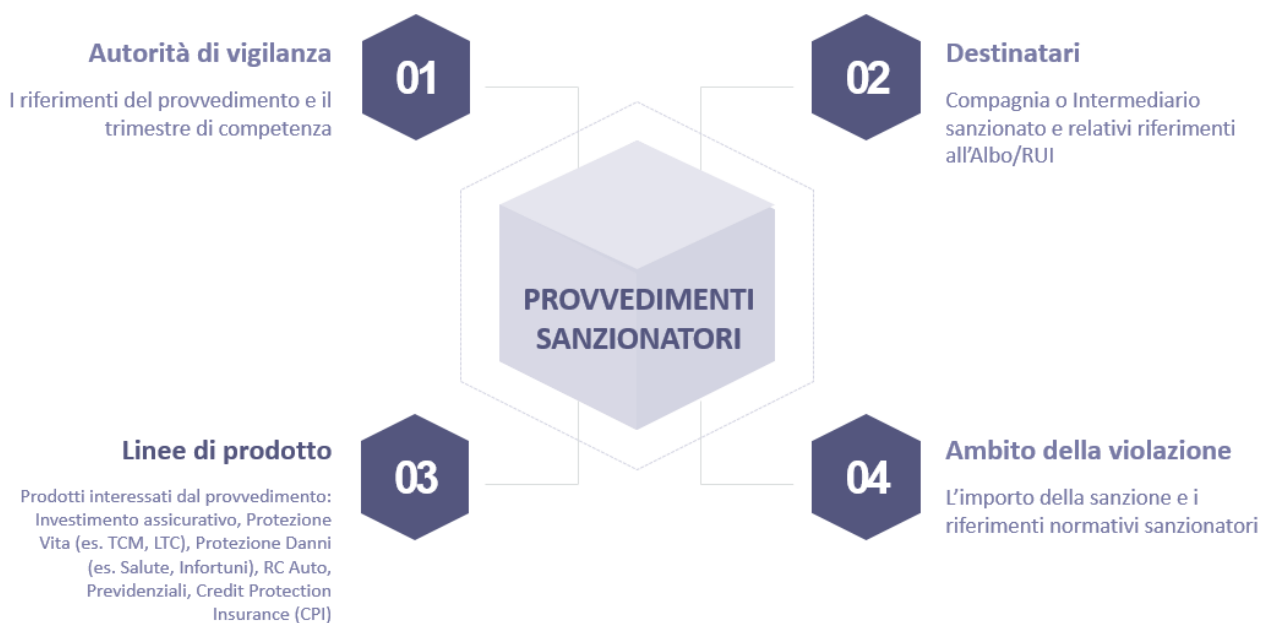 Autorità di vigilanza
I riferimenti del provvedimento e il
trimestre di competenza
01
02
Destinatari
Compagnia o Intermediario
sanzionato e relativi riferimenti
all’Albo/RUI
PROVVEDIMENTI
SANZIONATORI
Linee di prodotto
Prodotti interessati dal provvedimento:
Investimento assicurativo, Protezione
Vita (es. TCM, LTC), Protezione Danni
(es. Salute, Infortuni), RC Auto,
Previdenziali, Credit Protection
Insurance (CPI)
03
04
Ambito della violazione
L’importo della sanzione e i
riferimenti normativi sanzionatori